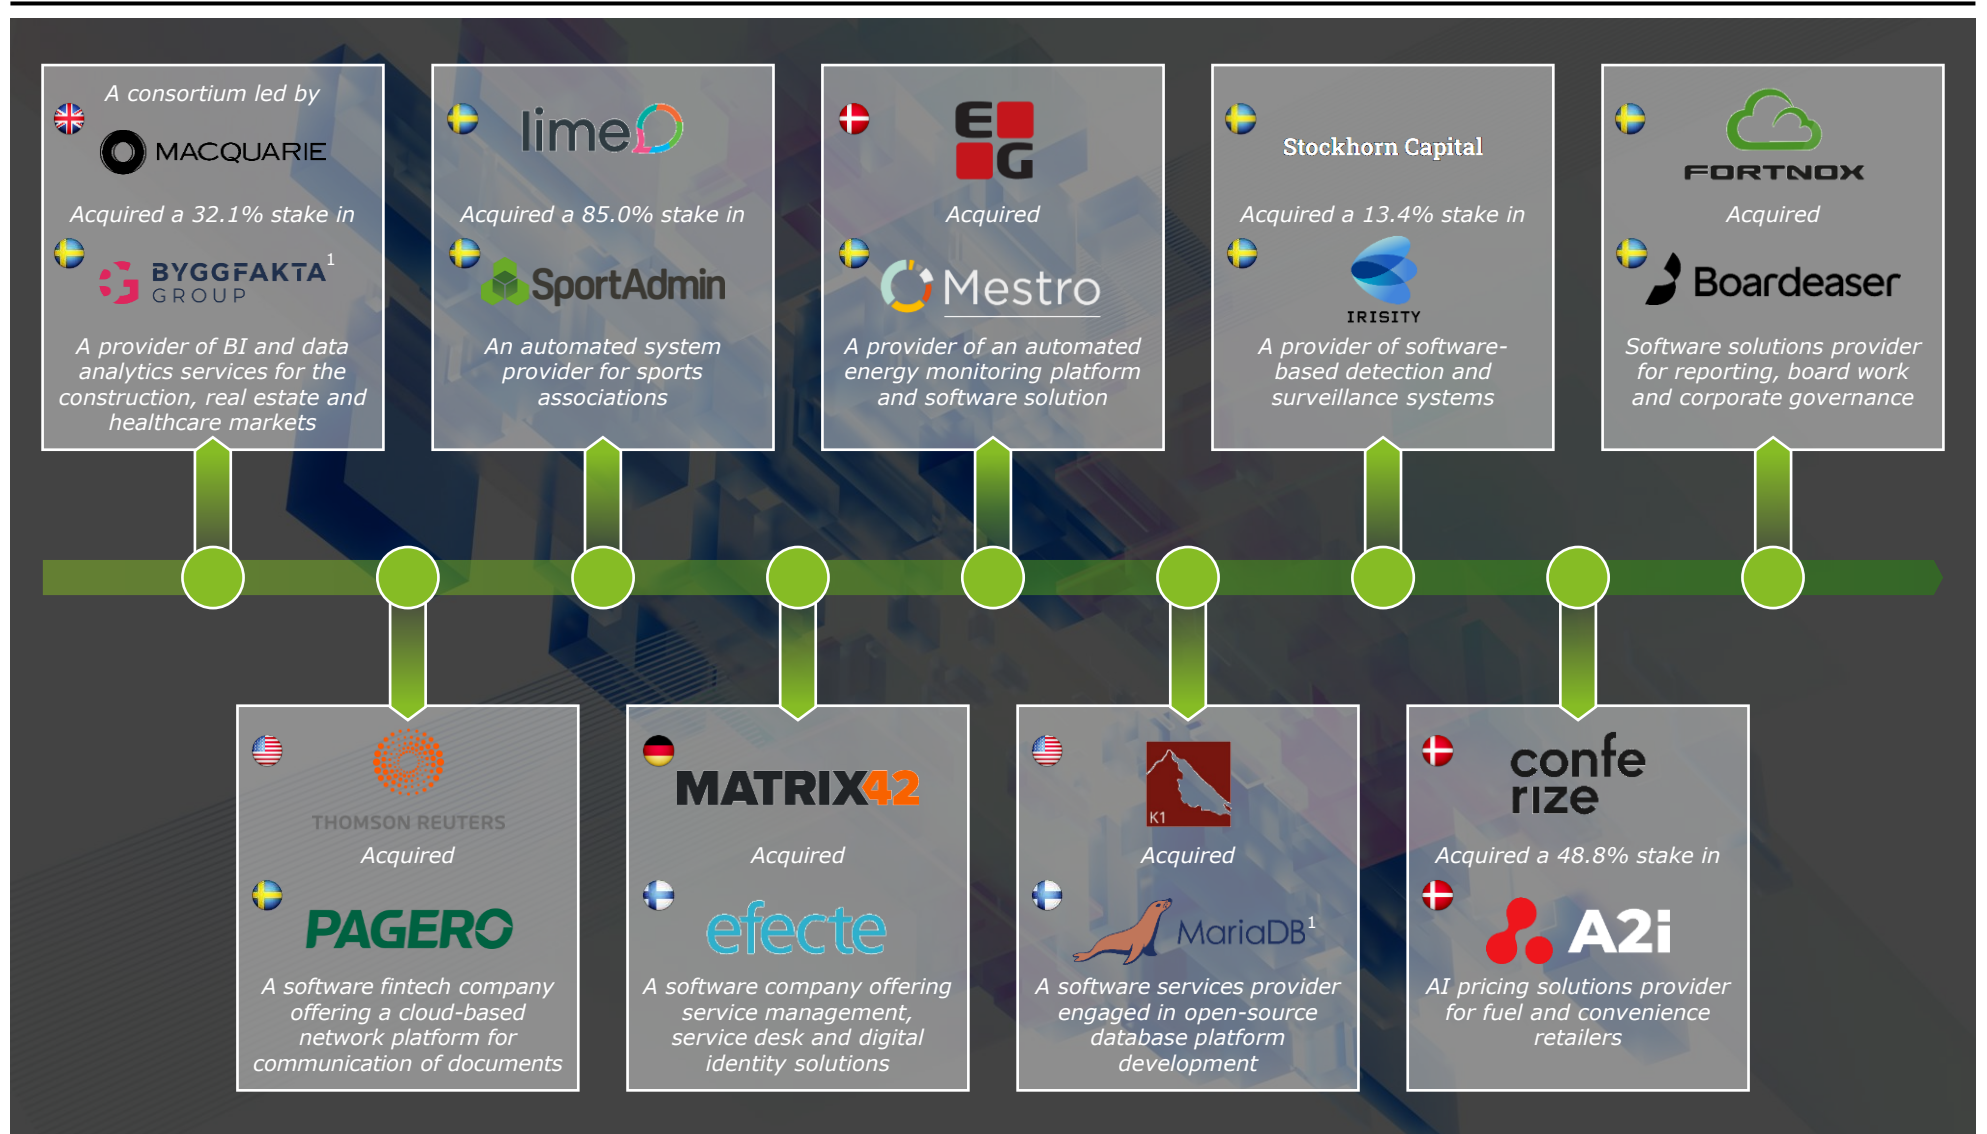 A consortium led by
MACQUARIE
Acquired a 32.1% stake in
BYGGFAKTA1
GROUP
A provider of BI and data
analytics services for the
construction, real estate and
healthcare markets
lime
Acquired a 85.0% stake in
SportAdmin
An automated system
provider for sports
associations
E
G
Acquired
Mestro
A provider of an automated
energy monitoring platform
and software solution
Stockhorn Capital
Acquired a 13.4% stake in
IRISITY
A provider of software-
based detection and
surveillance systems
FORTNOX
Acquired
Boardeaser
Software solutions provider
for reporting, board work
and corporate governance
THOMSON REUTERS
Acquired
PAGERO
A software fintech company
offering a cloud-based
network platform for
communication of documents
MATRIX42
Acquired
efecte
A software company offering
service management,
service desk and digital
identity solutions
K1
Acquired
MariaDB1
A software services provider
engaged in open-source
database platform
development
confe
rize
Acquired a 48.8% stake in
A2i
AI pricing solutions provider
for fuel and convenience
retailers